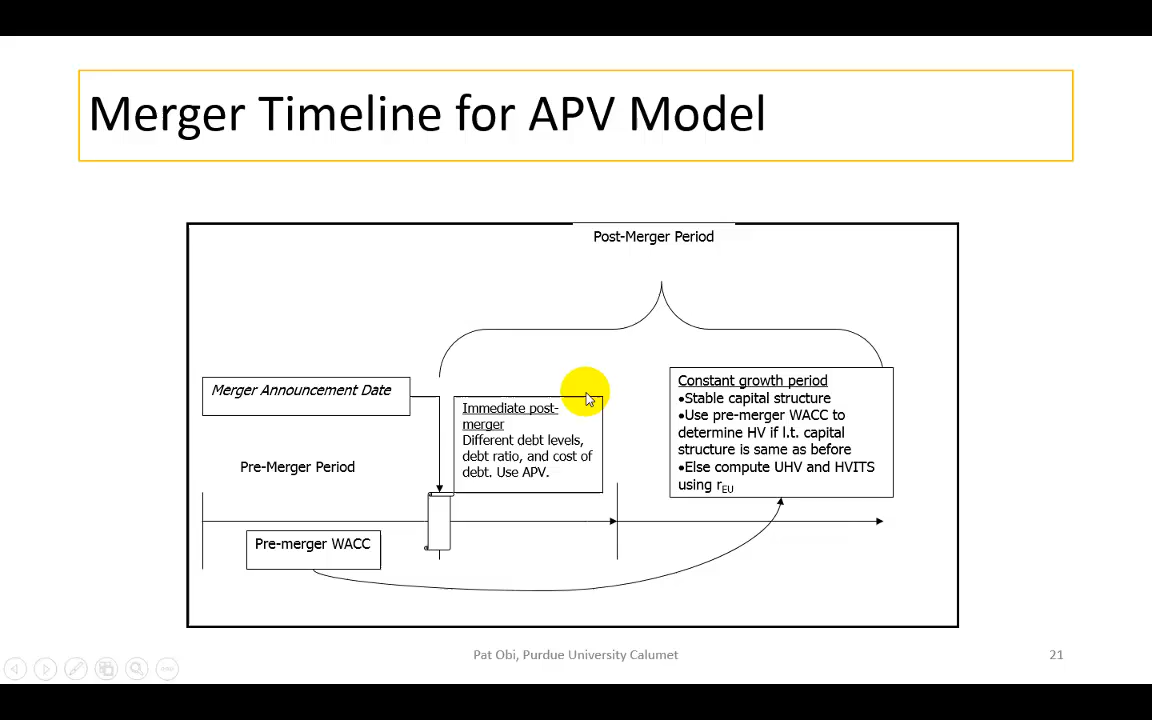 Merger Timeline for APV Model
Post-Merger Period
Merger Announcement Date
Immediate post-
merger
Different debt levels,
debt ratio, and cost of
debt. Use APV.
Constant growth period
•Stable capital structure
•Use pre-merger WACC to
determine HV if l.t. capital
structure is same as before
•Else compute UHV and HVITS
using rEU
Pre-Merger Period
Pre-merger WACC
Pat Obi, Purdue University Calumet
21